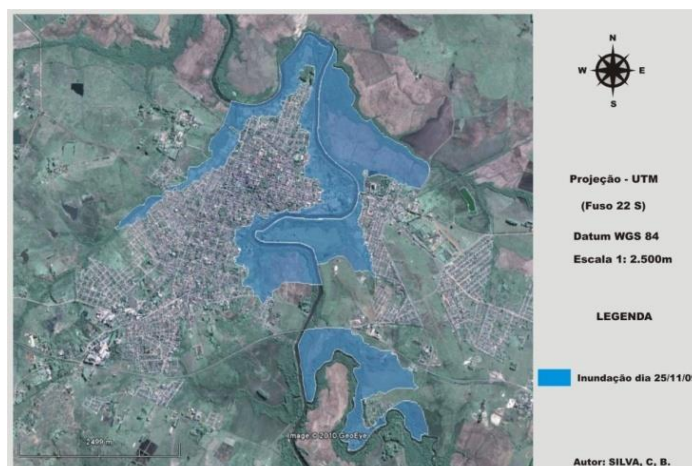 N
W E
S
Projeção - UTM
(Fuso 22 S)
Datum WGS 84
Escala 1: 2.500m
LEGENDA
Inundação dia 25/11/09
Autor: SILVA, C. B.
Image © 2010 GeoEye
2499 m